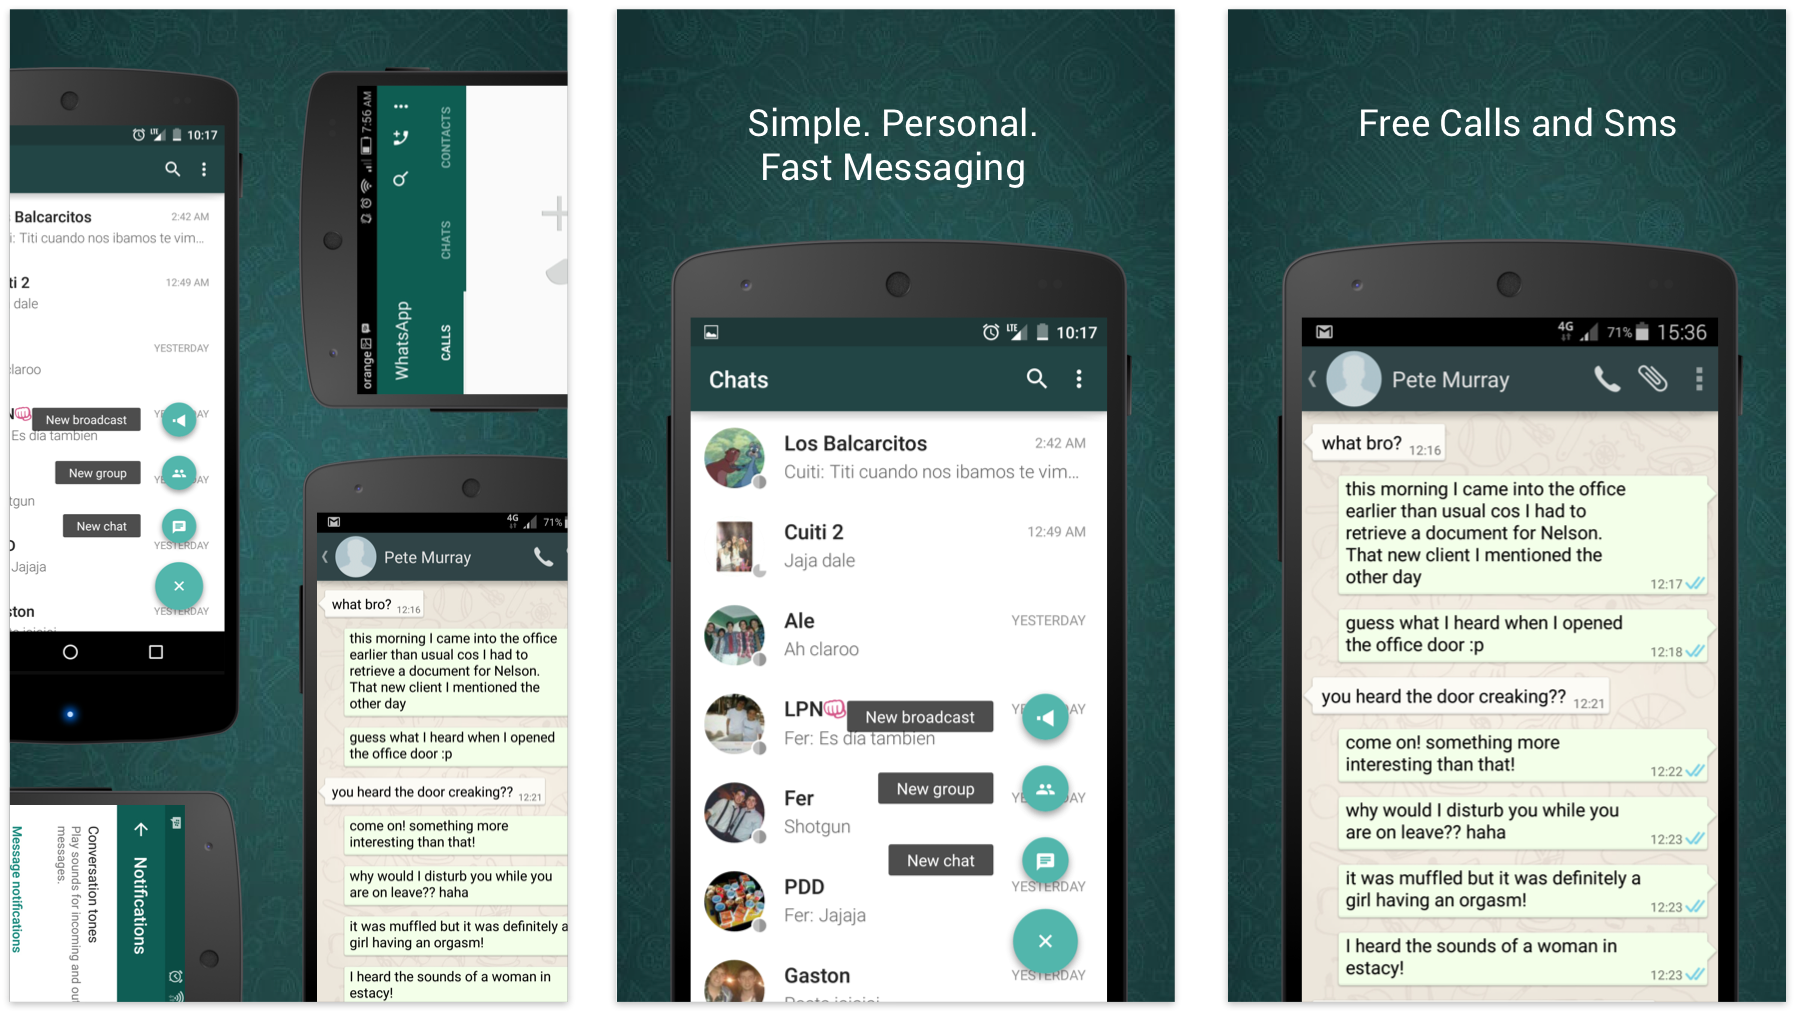 10:17
Balcarcitos
2:42 AM
i: Titi cuando nos ibamos te vim...
ti 2
12:49 AM
dale
YESTERDAY
claroo
New broadcast
Es día tambien
New group
tgun
New chat
YESTERDAY
Jajaja
ston
YESTERDAY
orange
7:56 AM
WhatsApp
CALLS
CHATS
CONTACTS
4G
71%
Pete Murray
what bro? 12:16
this morning I came into the office
earlier than usual cos I had to
retrieve a document for Nelson.
That new client I mentioned the
other day
guess what I heard when I opened
the office door :p
you heard the door creaking?? 12:21
come on! something more
interesting than that!
why would I disturb you while you
are on leave?? haha
it was muffled but it was definitely a
girl having an orgasm!
I heard the sounds of a woman in
estacy!
Notifications
Conversation tones
Play sounds for incoming and out
messages.
Message notifications
Simple. Personal.
Fast Messaging
LTE
10:17
Chats
Los Balcarcitos
2:42 AM
Cuiti: Titi cuando nos ibamos te vim...
Cuiti 2
12:49 AM
Jaja dale
Ale
YESTERDAY
Ah claroo
LPN
New broadcast
Fer: Es día tambien
Fer
New group
Shotgun
New chat
PDD
YESTERDAY
Fer: Jajaja
Gaston
YESTERDAY
Free Calls and Sms
4G
71%
15:36
Pete Murray
what bro? 12:16
this morning I came into the office
earlier than usual cos I had to
retrieve a document for Nelson.
That new client I mentioned the
other day
12:17
guess what I heard when I opened
the office door :p
12:18
you heard the door creaking?? 12:21
come on! something more
interesting than that!
12:22
why would I disturb you while you
are on leave?? haha
12:23
it was muffled but it was definitely a
girl having an orgasm!
12:23
I heard the sounds of a woman in
estacy!
12:23